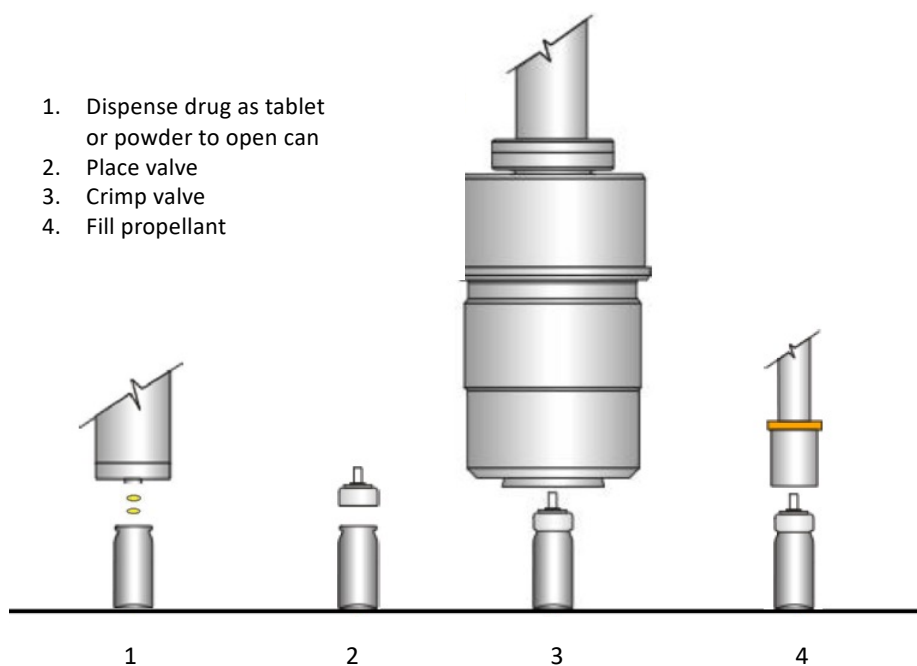 1. Dispense drug as tablet
or powder to open can
2. Place valve
3. Crimp valve
4. Fill propellant
1 2 3 4